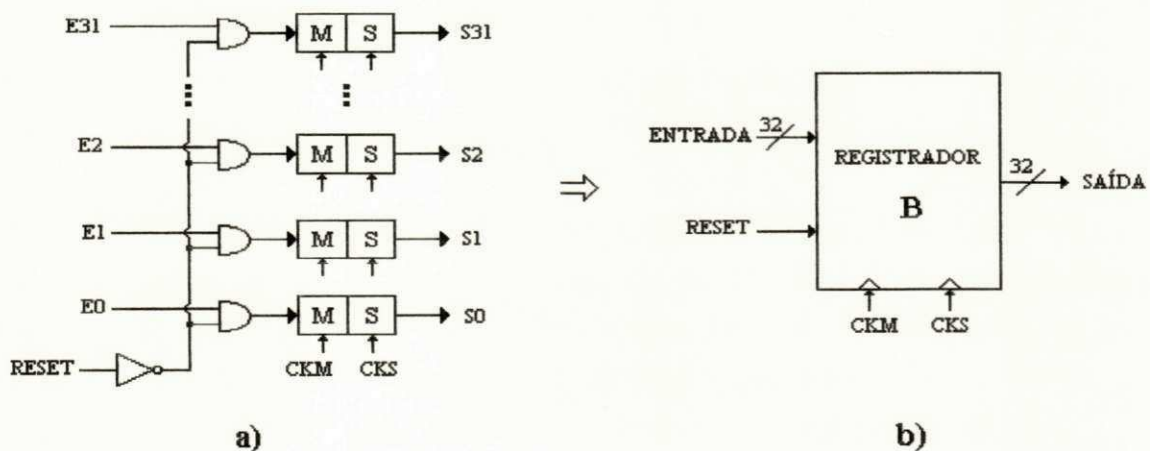 E31
M S
S31
E2
M S
S2
E1
M S
S1
E0
M S
S0
RESET
CKM CKS
a)
ENTRADA
32
REGISTRADOR
B
32
SAÍDA
RESET
CKM CKS
b)